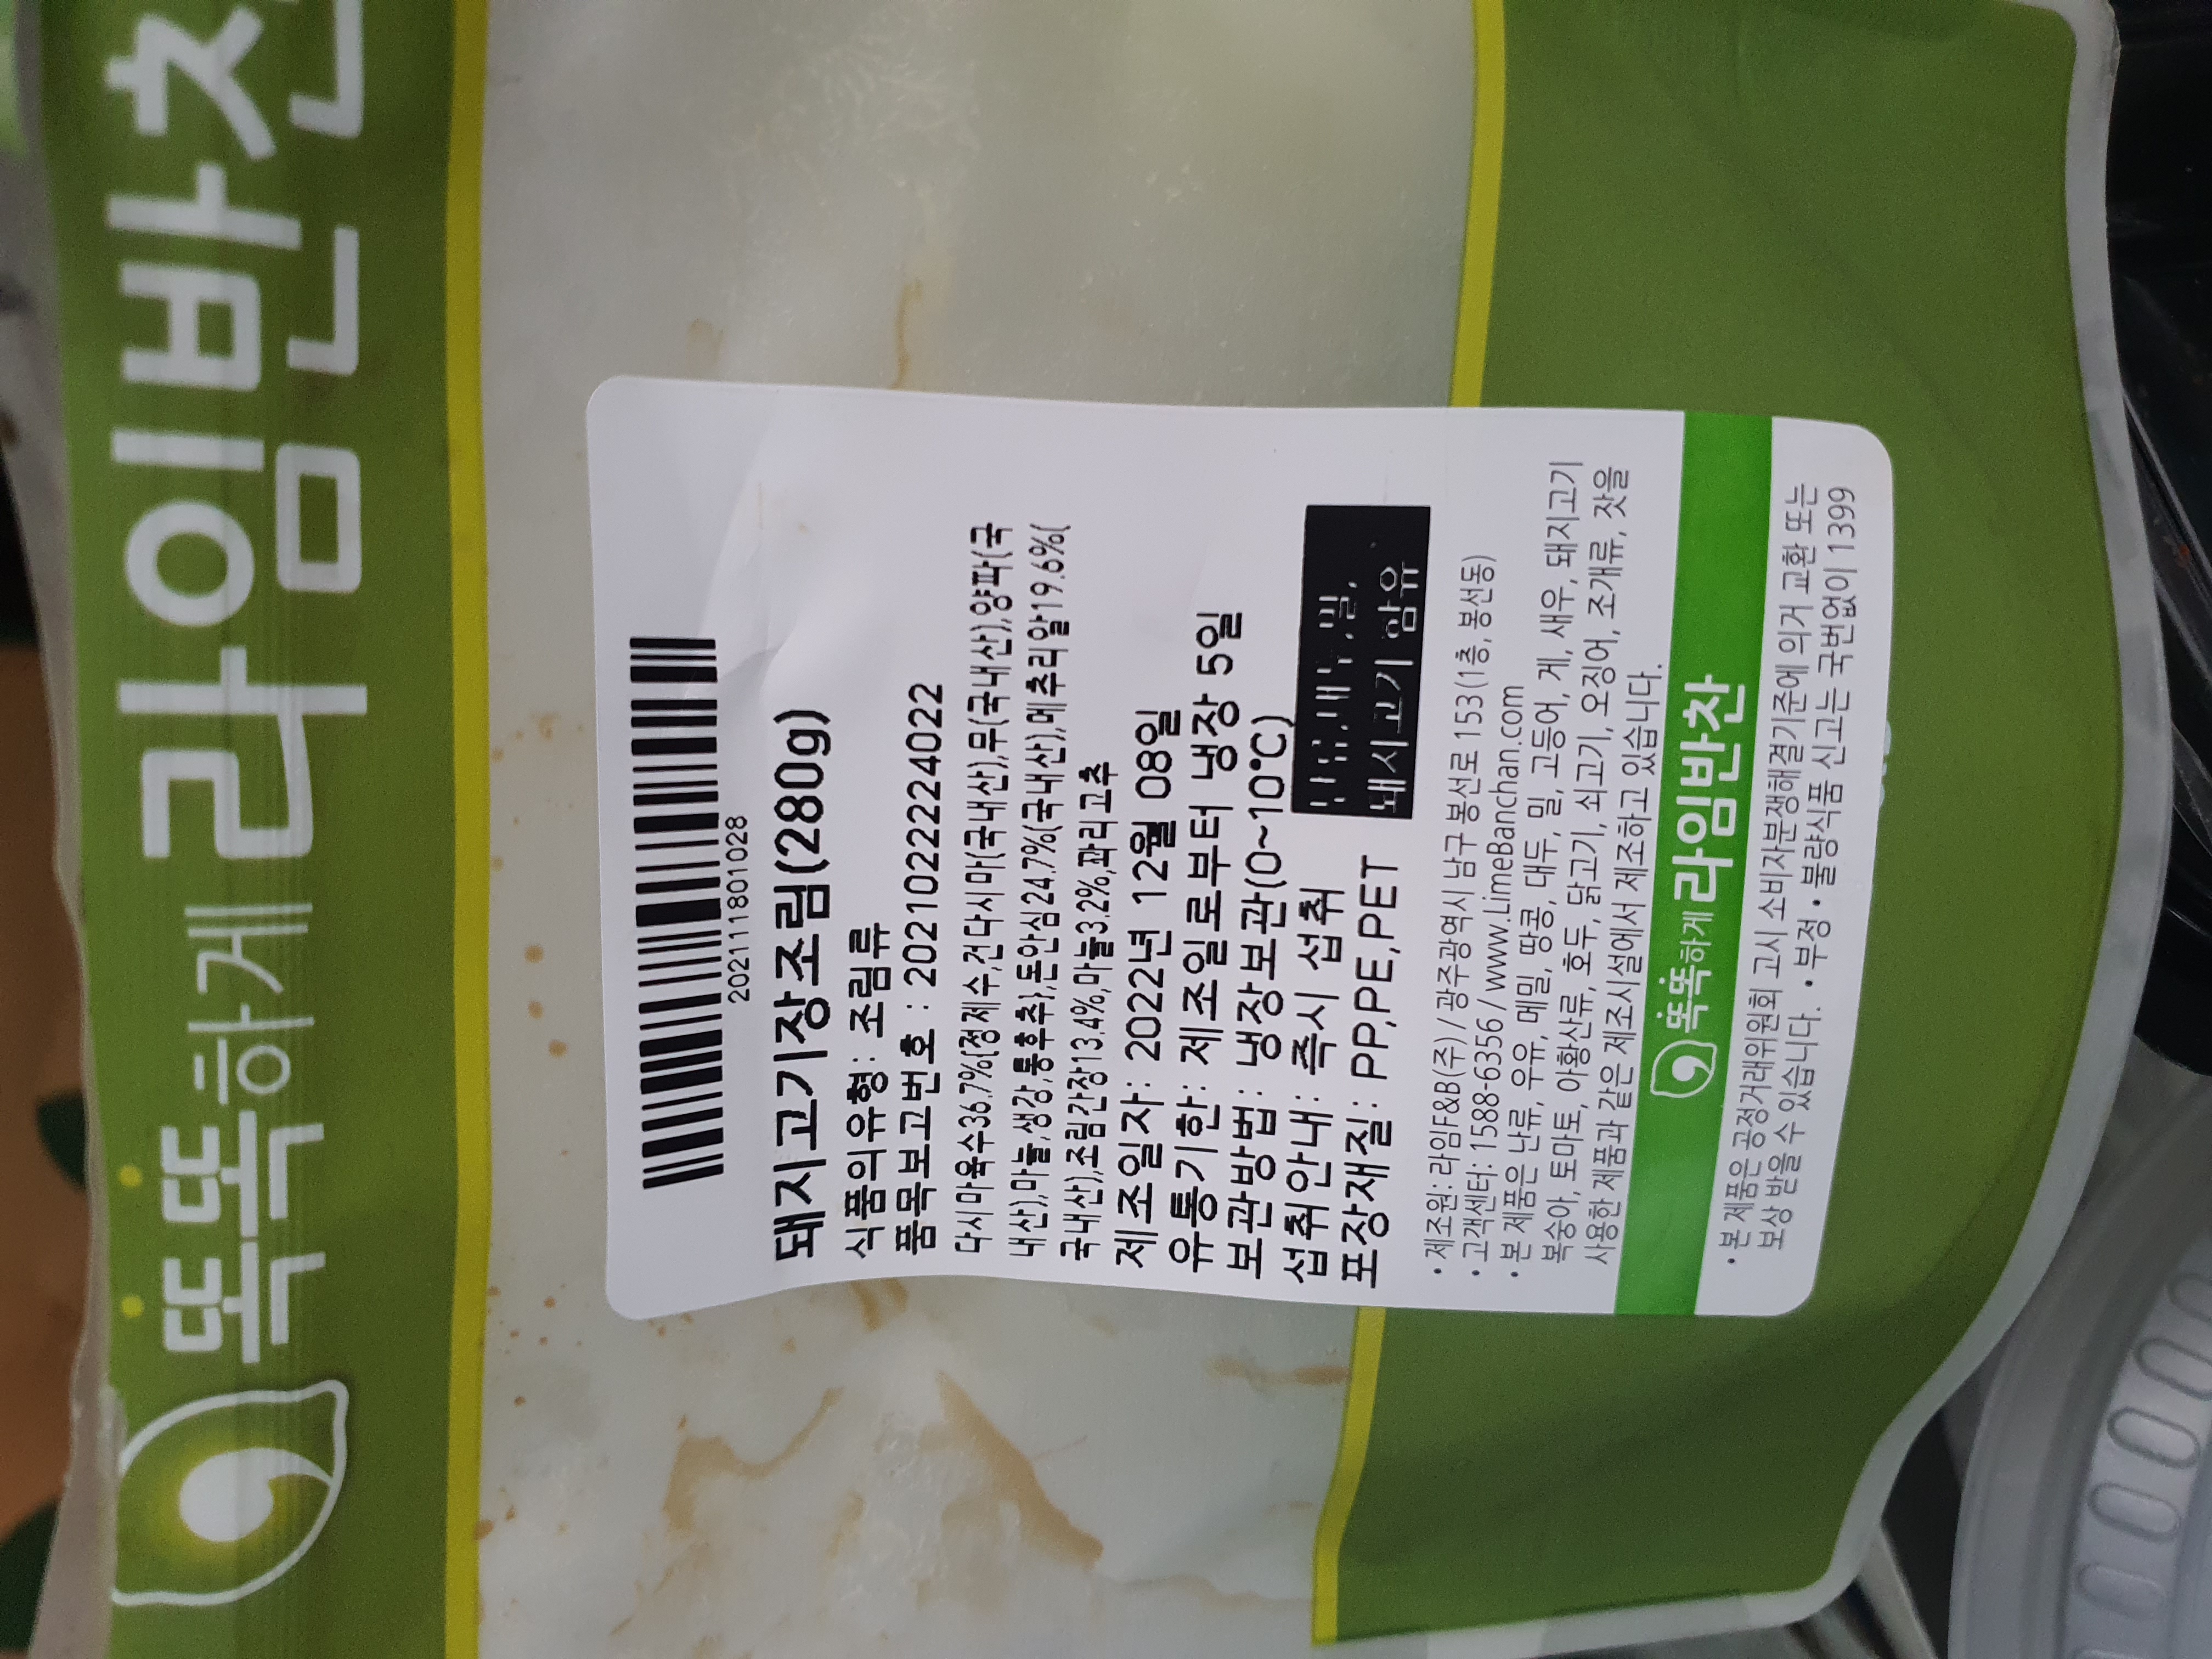 똑똑하게 라임반찬
202111801028
돼지고기장조림(280g)
식품의유형: 조림류
품목보고번호 : 20210222224022
다시마육수36.7%{정제수,건다시마(국내산),무(국내산),양파(국
내산),마늘,생강,통후추},돈안심24.7%(국내산),메추리알19.6%(
국내산),조림간장13.4%,마늘3.2%,꽈리고추
제조일자: 2022년 12월 08일
유통기한: 제조일로부터 냉장 5일
보관방법: 냉장보관(0~10℃)
섭취안내: 즉시 섭취
포장재질: PP,PE,PET
밀,
돼지고기 함유
• 제조원: 라임F&B(주) / 광주광역시 남구 봉선로 153(1층, 봉선동)
• 고객센터: 1588-6356 / www.LimeBanchan.com
• 본 제품은 난류, 우유, 메밀, 땅콩, 대두, 밀, 고등어, 게, 새우, 돼지고기
복숭아, 토마토, 아황산류, 호두, 닭고기, 쇠고기, 오징어, 조개류, 잣을
사용한 제품과 같은 제조시설에서 제조하고 있습니다.
똑똑하게 라임반찬
• 본 제품은 공정거래위원회 고시 소비자분쟁해결기준에 의거 교환 또는
보상 받을 수 있습니다. • 부정 • 불량식품 신고는 국번없이 1399